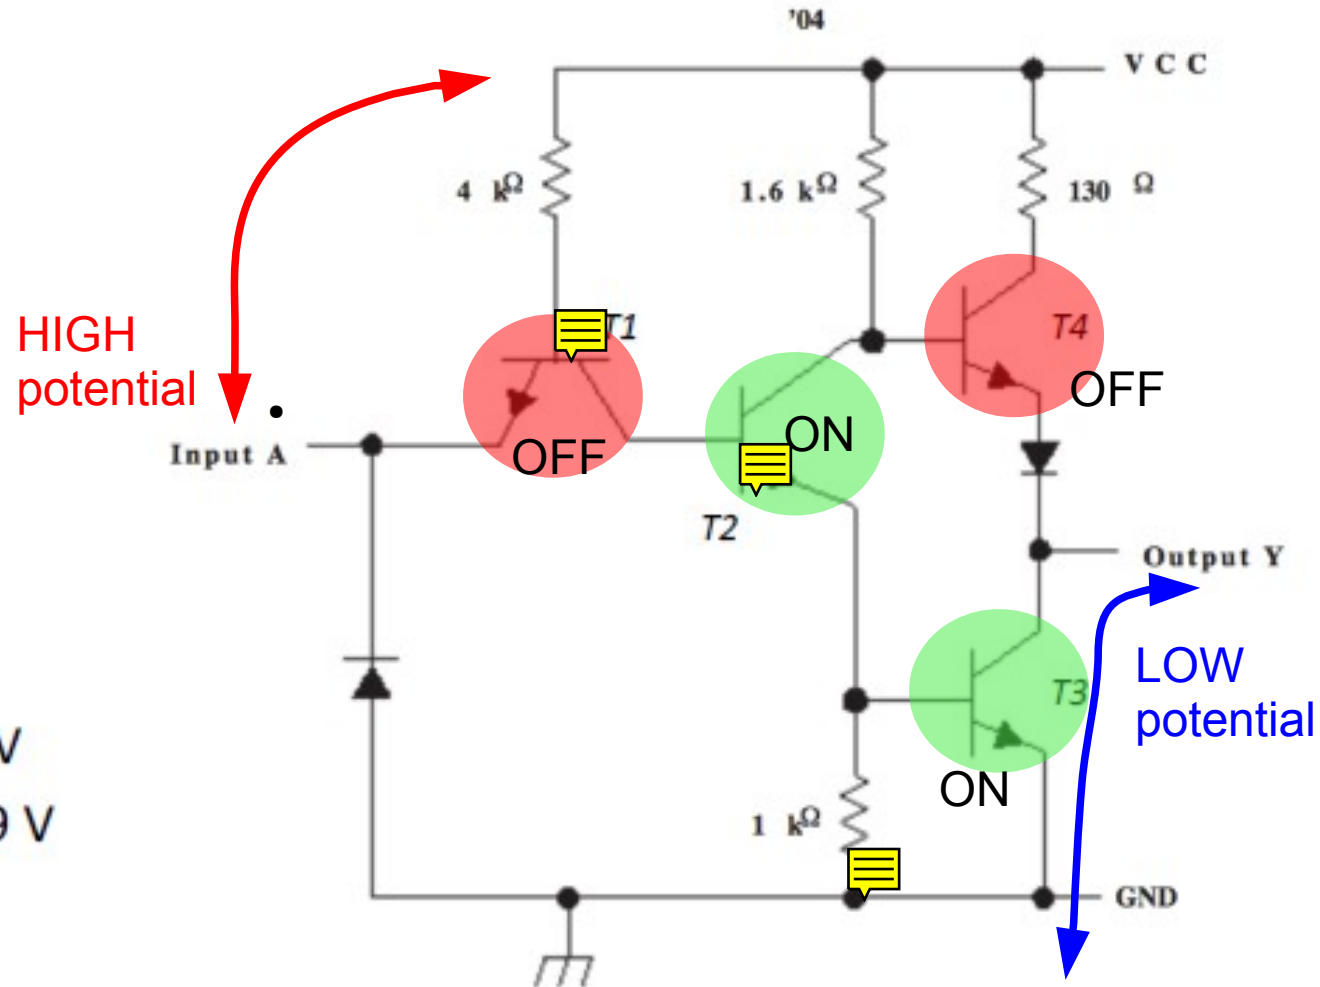 '04
V C C
4 kΩ
1.6 kΩ
130 Ω
HIGH
potential
T1
T4
OFF
Input A
OFF
ON
T2
Output Y
LOW
potential
T3
V
9 V
ON
1 kΩ
GND